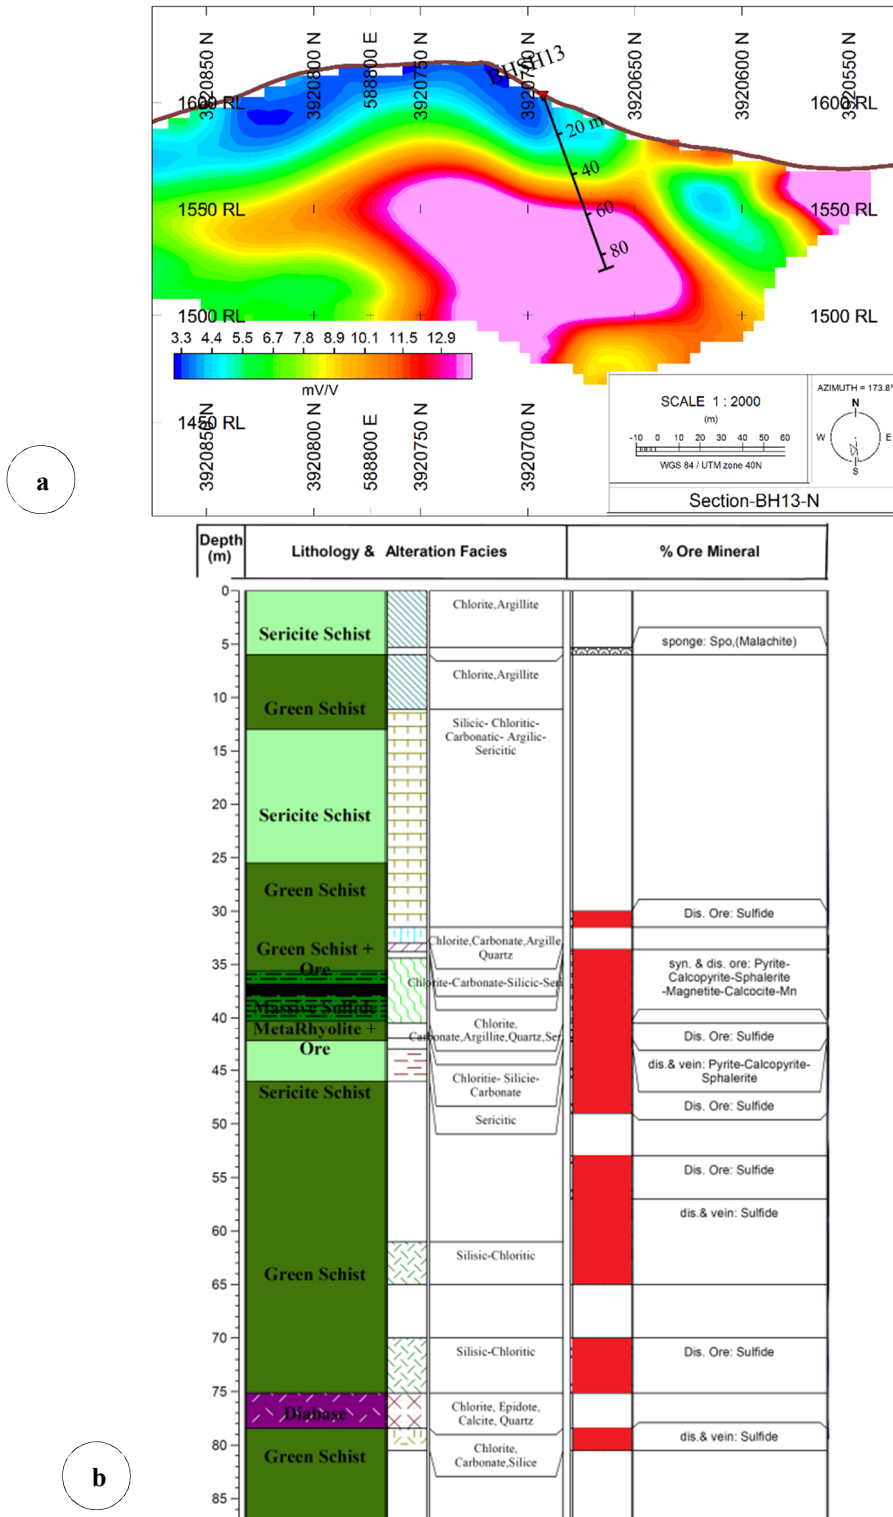 3920850 N
3920800 N
588800 E
3920750 N
BHSH13
3920650 N
3920600 N
3920550 N
1600 RL
1600 RL
20 m
40
60
80
1550 RL
1550 RL
1500 RL
1500 RL
3.3 4.4 5.5 6.7 7.8 8.9 10.1 11.5 12.9
mV/V
1450 RL
3920850 N
3920800 N
588800 E
3920750 N
3920700 N
SCALE 1 : 2000
(m)
-10 0 10 20 30 40 50 60
WGS 84 / UTM zone 40N
AZIMUTH = 173.8°
N
W
E
S
Section-BH13-N
a
Depth
(m)
Lithology & Alteration Facies
% Ore Mineral
0
5
10
15
20
25
30
35
40
45
50
55
60
65
70
75
80
85
Sericite Schist
Green Schist
Sericite Schist
Green Schist
Green Schist +
Ore
Massive Sulfide
MetaRhyolite +
Ore
Sericite Schist
Green Schist
Diabase
Green Schist
Chlorite,Argillite
Chlorite,Argillite
Silicic- Chloritic-
Carbonatic- Argilic-
Sericitic
Chlorite,Carbonate,Argille
Quartz
Chlorite-Carbonate-Silicic-Seri
Chlorite,
Carbonate,Argillite,Quartz,Ser
Chloritie- Silicie-
Carbonate
Sericitic
Silisic-Chloritic
Silisic-Chloritic
Chlorite, Epidote,
Calcite, Quartz
Chlorite,
Carbonate,Silice
sponge: Spo,(Malachite)
Dis. Ore: Sulfide
syn. & dis. ore: Pyrite-
Calcopyrite-Sphalerite
-Magnetite-Calcocite-Mn
Dis. Ore: Sulfide
dis.& vein: Pyrite-Calcopyrite-
Sphalerite
Dis. Ore: Sulfide
Dis. Ore: Sulfide
dis.& vein: Sulfide
Dis. Ore: Sulfide
dis.& vein: Sulfide
b